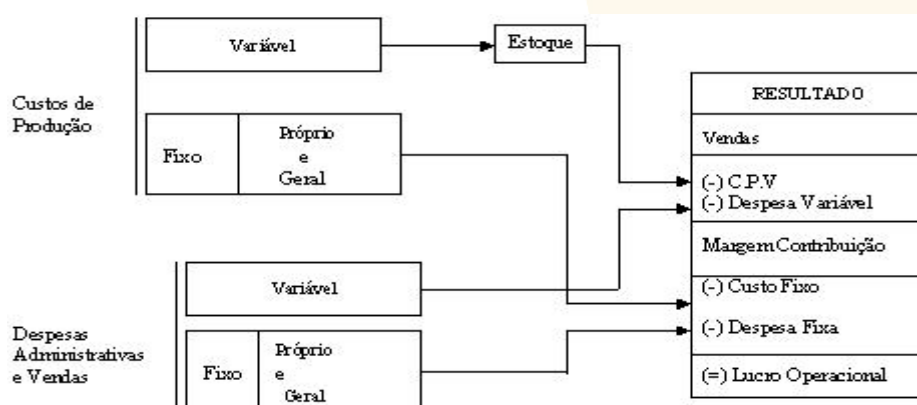 Variável
Estoque
Custos de
Produção
Fixo
Próprio
e
Geral
RESULTADO
Vendas
(-) C.P.V
(-) Despesa Variável
Margem Contribuição
(-) Custo Fixo
(-) Despesa Fixa
(=) Lucro Operacional
Despesas
Administrativas
e Vendas
Variável
Fixo
Próprio
e
Geral